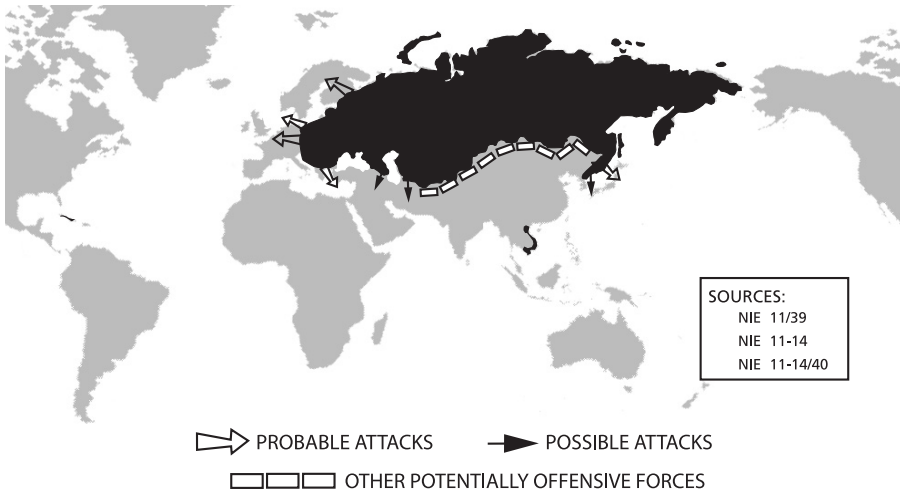 SOURCES:
NIE 11/39
NIE 11-14
NIE 11-14/40
PROBABLE ATTACKS
POSSIBLE ATTACKS
OTHER POTENTIALLY OFFENSIVE FORCES